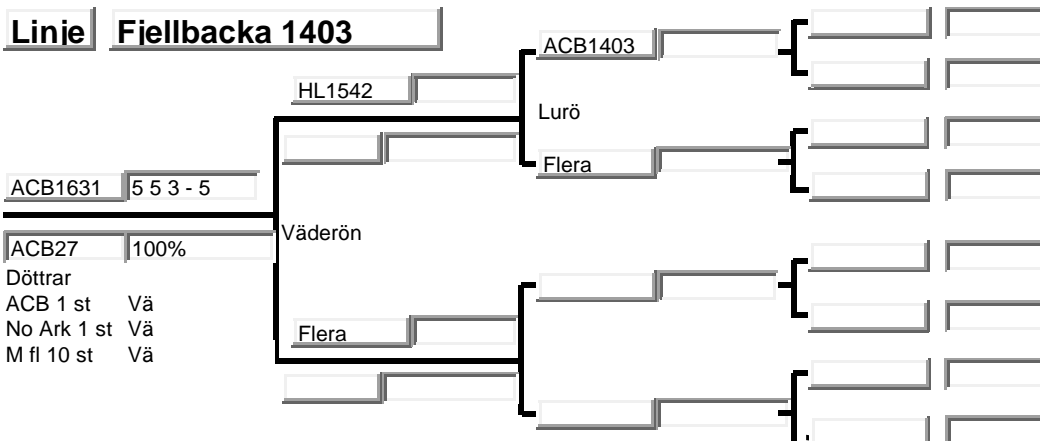 Linje Fjellbacka 1403
ACB1403
HL1542
Lurö
Flera
ACB1631 5 5 3 - 5
Väderön
ACB27 100%
Döttrar
ACB 1 st Vä
No Ark 1 st Vä
Flera
M fl 10 st Vä